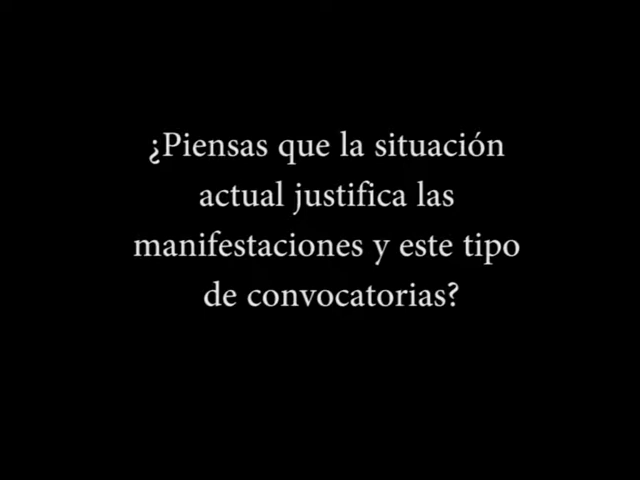 ¿Piensas que la situación
actual justifica las
manifestaciones y este tipo
de convocatorias?